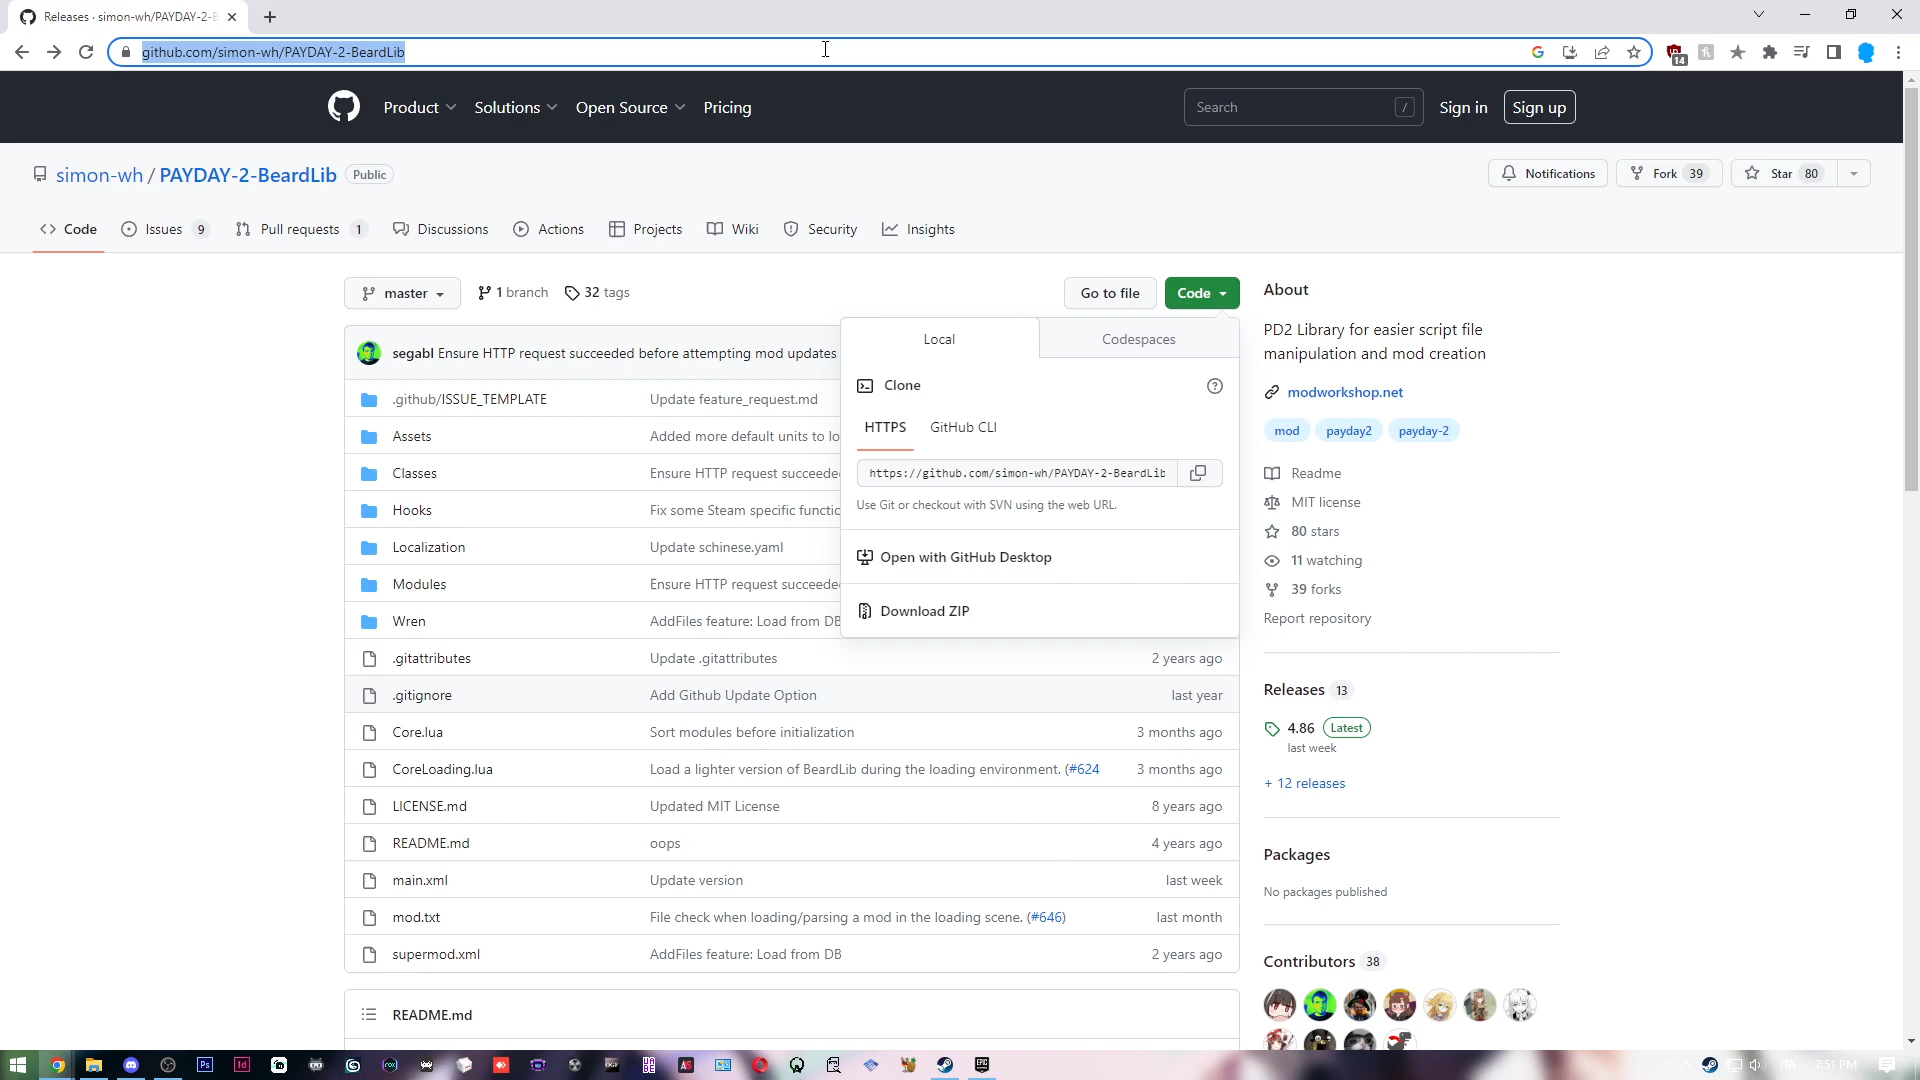 Releases · simon-wh/PAYDAY-2-B
github.com/simon-wh/PAYDAY-2-BeardLib
14
Product Solutions Open Source Pricing
Search /
Sign in Sign up
simon-wh / PAYDAY-2-BeardLib Public
Notifications Fork 39 Star 80
Code Issues 9 Pull requests 1 Discussions Actions Projects Wiki Security Insights
master 1 branch 32 tags Go to file Code
segabl Ensure HTTP request succeeded before attempting mod updates
.github/ISSUE_TEMPLATE Update feature_request.md
Assets Added more default units to lo
Classes Ensure HTTP request succeede
Hooks Fix some Steam specific functio
Localization Update schinese.yaml
Modules Ensure HTTP request succeede
Wren AddFiles feature: Load from DB
.gitattributes Update .gitattributes 2 years ago
.gitignore Add Github Update Option last year
Core.lua Sort modules before initialization 3 months ago
CoreLoading.lua Load a lighter version of BeardLib during the loading environment. (#624 3 months ago
LICENSE.md Updated MIT License 8 years ago
README.md oops 4 years ago
main.xml Update version last week
mod.txt File check when loading/parsing a mod in the loading scene. (#646) last month
supermod.xml AddFiles feature: Load from DB 2 years ago
README.md
Local Codespaces
Clone
HTTPS GitHub CLI
https://github.com/simon-wh/PAYDAY-2-BeardLib
Use Git or checkout with SVN using the web URL.
Open with GitHub Desktop
Download ZIP
About
PD2 Library for easier script file
manipulation and mod creation
modworkshop.net
mod payday2 payday-2
Readme
MIT license
80 stars
11 watching
39 forks
Report repository
Releases 13
4.86 Latest
last week
+ 12 releases
Packages
No packages published
Contributors 38
Ps Id
EPIC
ITA 7:51 PM